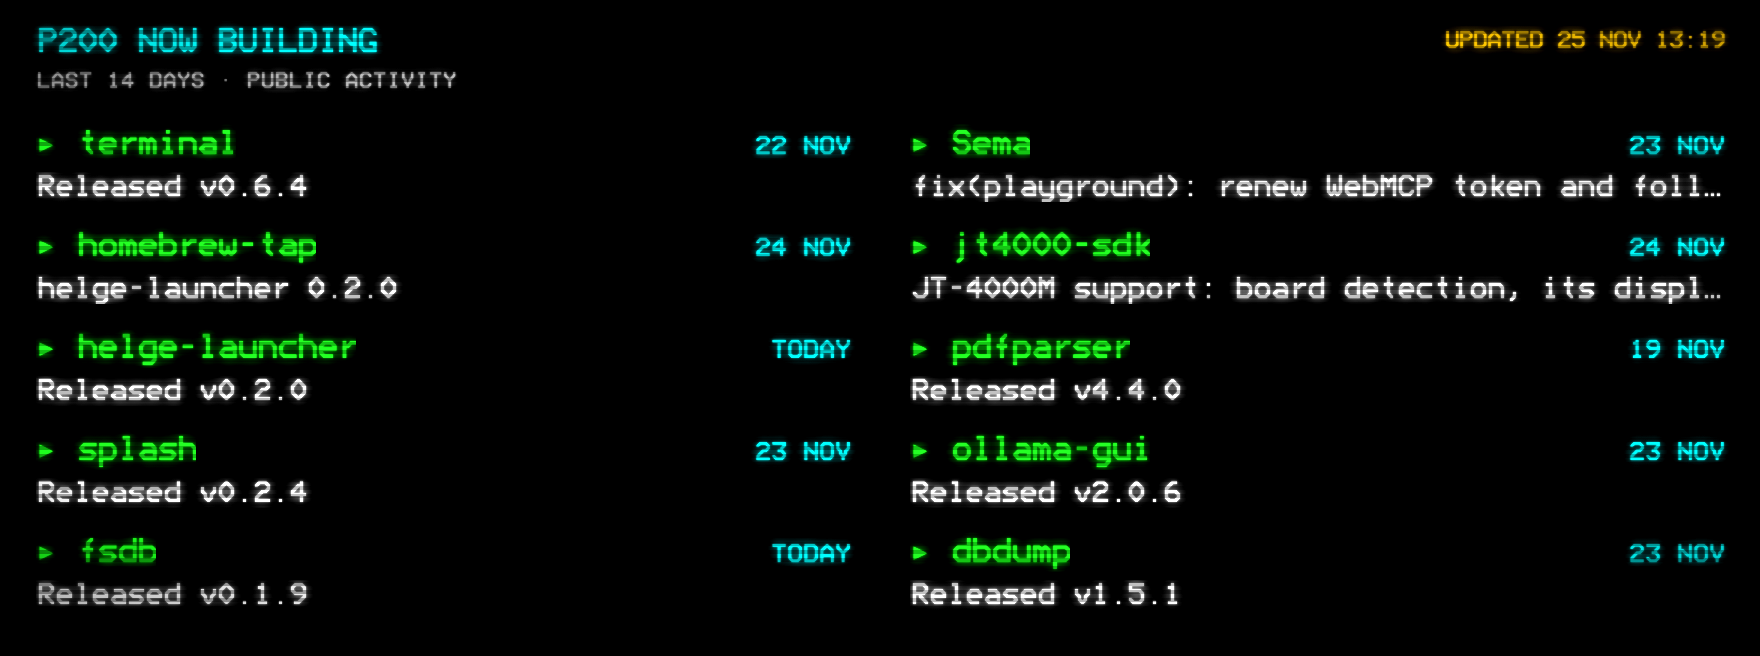 P200 NOW BUILDING
UPDATED 25 NOV 13:19
LAST 14 DAYS · PUBLIC ACTIVITY
► terminal 22 NOV
Released v0.6.4
► Sema 23 NOV
fix(playground): renew WebMCP token and foll…
► homebrew-tap 24 NOV
helge-launcher 0.2.0
► jt4000-sdk 24 NOV
JT-4000M support: board detection, its displ…
► helge-launcher TODAY
Released v0.2.0
► pdfparser 19 NOV
Released v4.4.0
► splash 23 NOV
Released v0.2.4
► ollama-gui 23 NOV
Released v2.0.6
► fsdb TODAY
Released v0.1.9
► dbdump 23 NOV
Released v1.5.1